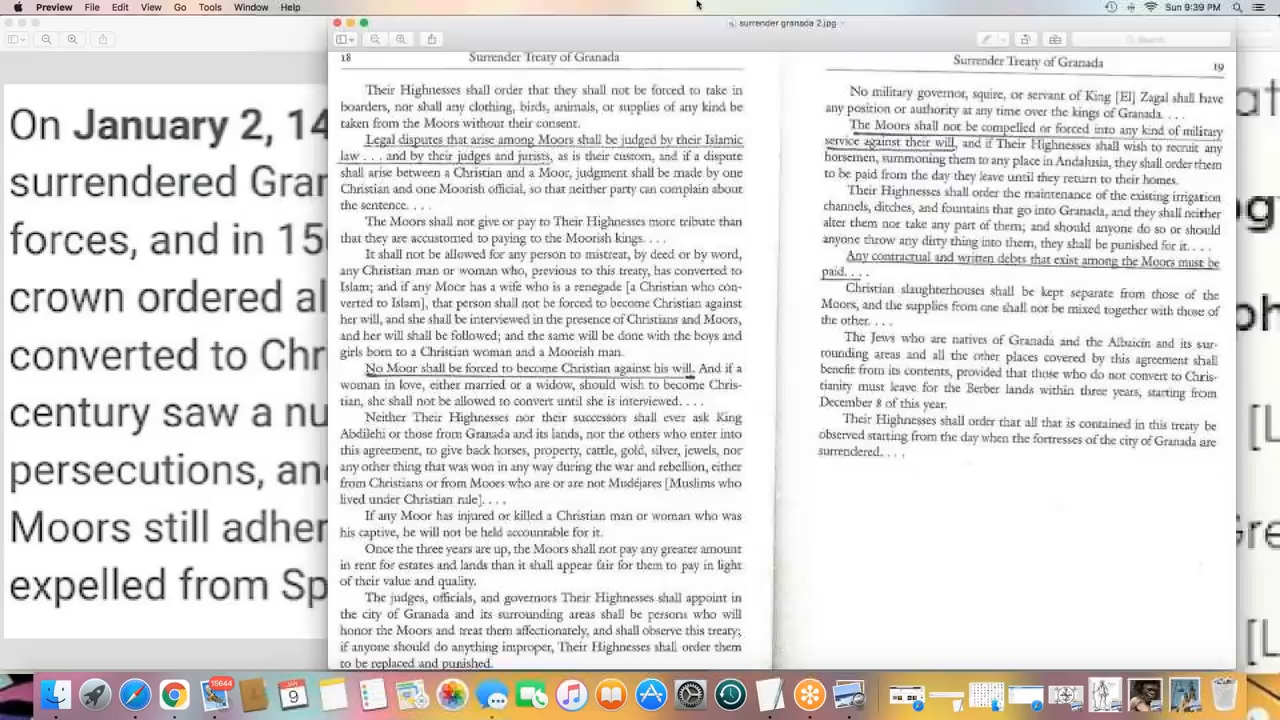 Preview File Edit View Go Tools Window Help
Sun 9:39 PM
surrender granada 2.jpg
Search
On January 2, 14
surrendered Gra
forces, and in 15
crown ordered al
converted to Chr
century saw a nu
persecutions, an
Moors still adher
expelled from Sp
18 Surrender Treaty of Granada
Their Highnesses shall order that they shall not be forced to take in
boarders, nor shall any clothing, birds, animals, or supplies of any kind be
taken from the Moors without their consent.
Legal disputes that arise among Moors shall be judged by their Islamic
law . . . and by their judges and jurists, as is their custom, and if a dispute
shall arise between a Christian and a Moor, judgment shall be made by one
Christian and one Moorish official, so that neither party can complain about
the sentence. . . .
The Moors shall not give or pay to Their Highnesses more tribute than
that they are accustomed to paying to the Moorish kings. . . .
It shall not be allowed for any person to mistreat, by deed or by word,
any Christian man or woman who, previous to this treaty, has converted to
Islam; and if any Moor has a wife who is a renegade [a Christian who con-
verted to Islam], that person shall not be forced to become Christian against
her will, and she shall be interviewed in the presence of Christians and Moors,
and her will shall be followed; and the same will be done with the boys and
girls born to a Christian woman and a Moorish man.
No Moor shall be forced to become Christian against his will. And if a
woman in love, either married or a widow, should wish to become Chris-
tian, she shall not be allowed to convert until she is interviewed. . . .
Neither Their Highnesses nor their successors shall ever ask King
Abdilehi or those from Granada and its lands, nor the others who enter into
this agreement, to give back horses, property, cattle, gold, silver, jewels, nor
any other thing that was won in any way during the war and rebellion, either
from Christians or from Moors who are or are not Mudéjares [Muslims who
lived under Christian rule]. . . .
If any Moor has injured or killed a Christian man or woman who was
his captive, he will not be held accountable for it.
Once the three years are up, the Moors shall not pay any greater amount
in rent for estates and lands than it shall appear fair for them to pay in light
of their value and quality.
The judges, officials, and governors Their Highnesses shall appoint in
the city of Granada and its surrounding areas shall be persons who will
honor the Moors and treat them affectionately, and shall observe this treaty;
if anyone should do anything improper, Their Highnesses shall order them
to be replaced and punished.
Surrender Treaty of Granada 19
No military governor, squire, or servant of King [El] Zagal shall have
any position or authority at any time over the kings of Granada. . . .
The Moors shall not be compelled or forced into any kind of military
service against their will, and if Their Highnesses shall wish to recruit any
horsemen, summoning them to any place in Andalusia, they shall order them
to be paid from the day they leave until they return to their homes.
Their Highnesses shall order the maintenance of the existing irrigation
channels, ditches, and fountains that go into Granada, and they shall neither
alter them nor take any part of them; and should anyone do so or should
anyone throw any dirty thing into them, they shall be punished for it. . . .
Any contractual and written debts that exist among the Moors must be
paid. . . .
Christian slaughterhouses shall be kept separate from those of the
Moors, and the supplies from one shall not be mixed together with those of
the other. . . .
The Jews who are natives of Granada and the Albaicin and its sur-
rounding areas and all the other places covered by this agreement shall
benefit from its contents, provided that those who do not convert to Chris-
tianity must leave for the Berber lands within three years, starting from
December 8 of this year.
Their Highnesses shall order that all that is contained in this treaty be
observed starting from the day when the fortresses of the city of Granada are
surrendered. . . .
at
gy
ph
[L
Gre
[L
15644
JAN
9